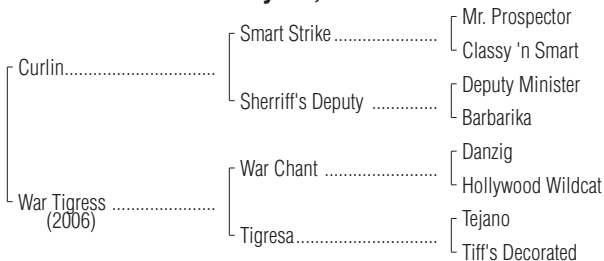 Mr. Prospector
Smart Strike....................
Classy 'n Smart
Curlin.............................
Deputy Minister
Sherriff's Deputy .............
Barbarika
Danzig
War Chant ......................
Hollywood Wildcat
War Tigress ....................
(2006)
Tejano
Tigresa...........................
Tiff's Decorated